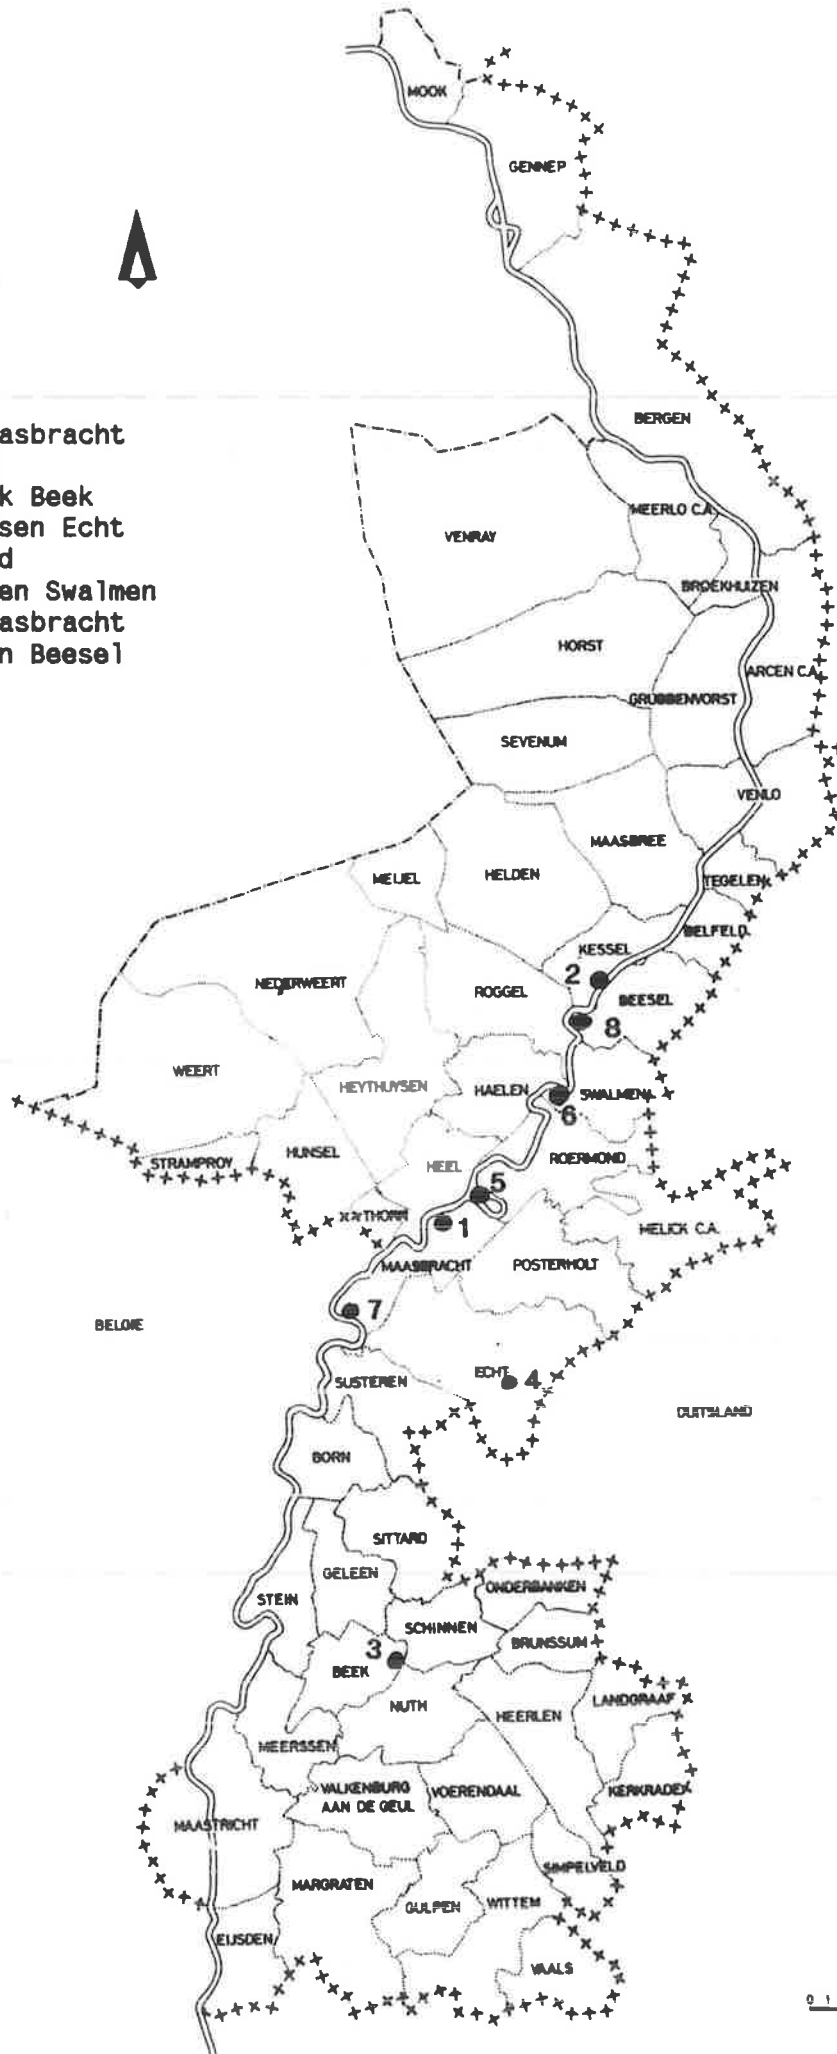 asbracht
k Beek
sen Echt
d
en Swalmen
asbracht
n Beesel
MOOK
GENNEP
BERGEN
MEERLO C.A.
VENRAY
BROEKHUIZEN
HORST
ARCEN C.A.
GRUBBENVORST
SEVENUM
VENLO
MAASBREE
MEIJEL
HELDEN
TEGELEN
BELFELD
KESSEL
2
NEDERWEERT
ROGGEL
BEESEL
8
WEERT
HEYTHUYSEN
HAELEN
SWALMEN
6
HUNSEL
STRAMPROY
HEEL
ROERMOND
5
THORN
1
MELICK C.A.
MAASBRACHT
POSTERHOLT
7
BELGIE
ECHT
4
SUSTEREN
DUITSLAND
BORN
SITTARD
GELEEN
ONDERBANKEN
STEIN
SCHINNEN
BRUNSSUM
3
BEEK
LANDGRAAF
NUTH
HEERLEN
MEERSSEN
VALKENBURG
AAN DE GEUL
VOERENDAAL
KERKRADE
MAASTRICHT
SIMPELVELD
MARGRATEN
GULPEN
WITTEM
EIJSDEN
VAALS
0 1